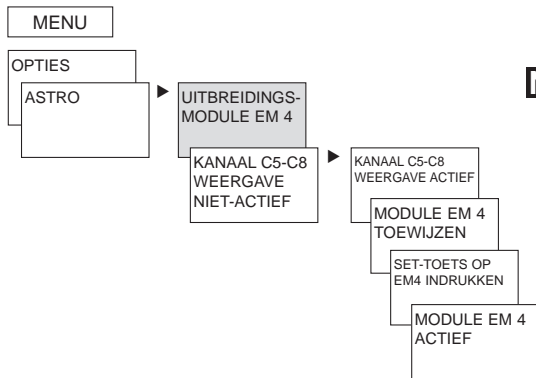 MENU
OPTIES
ASTRO
UITBREIDINGS-
MODULE EM 4
KANAAL C5-C8
WEERGAVE
NIET-ACTIEF
KANAAL C5-C8
WEERGAVE ACTIEF
MODULE EM 4
TOEWIJZEN
SET-TOETS OP
EM4 INDRUKKEN
MODULE EM 4
ACTIEF